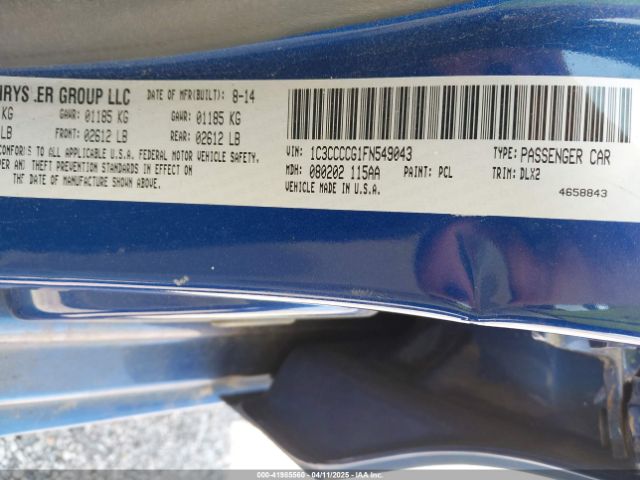 HRYS ER GROUP LLC DATE OF MFR(BUILT): 8-14
KG GAWR: 01185 KG GAWR: 01185 KG
LB FRONT: 02612 LB REAR: 02612 LB
CONFORMS TO ALL APPLICABLE U.S.A. FEDERAL MOTOR VEHICLE SAFETY,
PER AND THEFT PREVENTION STANDARDS IN EFFECT ON
THE DATE OF MANUFACTURE SHOWN ABOVE.
VIN: 1C3CCCCG1FN549043 TYPE: PASSENGER CAR
MDH: 080202 115AA PAINT: PCL TRIM: DLX2
VEHICLE MADE IN U.S.A. 4658843
000-41985560 - 04/11/2025 - IAAI.COM